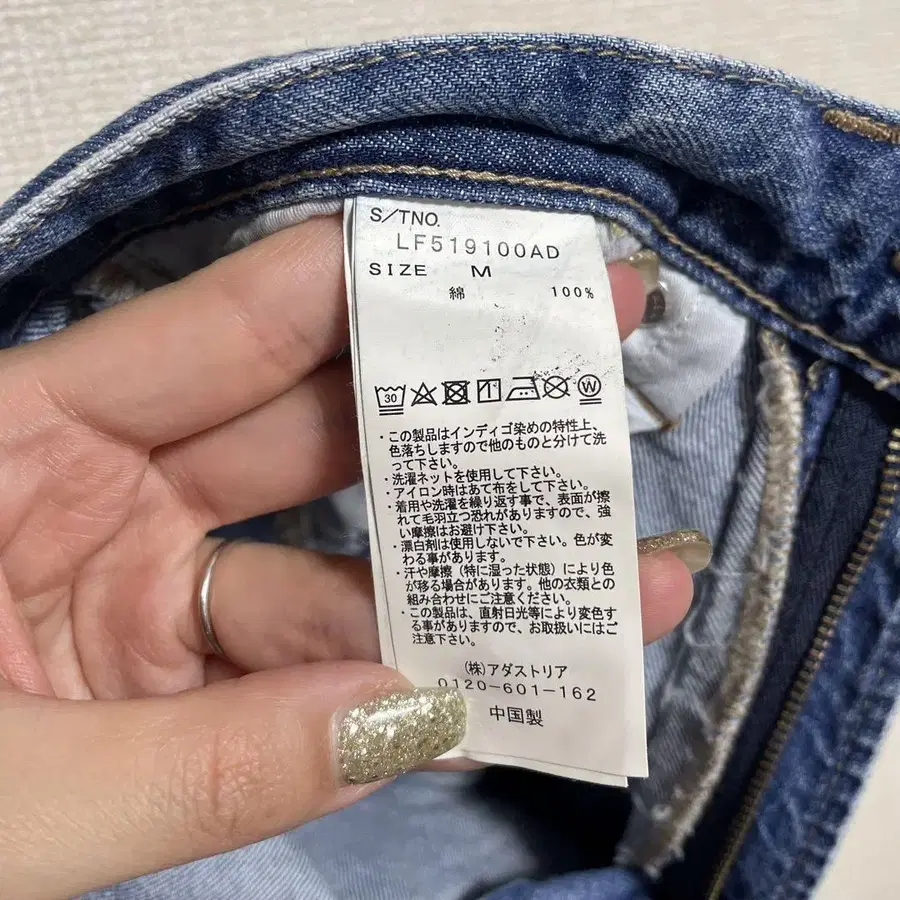 S/TNO.
LF519100AD
SIZE M
綿 100%
30 W
・この製品はインディゴ染めの特性上、
色落ちしますので他のものと分けて洗
って下さい。
・洗濯ネットを使用して下さい。
・アイロン時はあて布をして下さい。
・着用や洗濯を繰り返す事で、表面が擦
れて毛羽立つ恐れがありますので、強
い摩擦はお避け下さい。
・漂白剤は使用しないで下さい。色が変
わる事があります。
・汗や摩擦（特に湿った状態）により色
が移る場合があります。他の衣類との
組み合わせにご注意ください。
・この製品は、直射日光等により変色す
る事がありますので、お取扱いにはご
注意下さい。
(株)アダストリア
0120-601-162
中国製